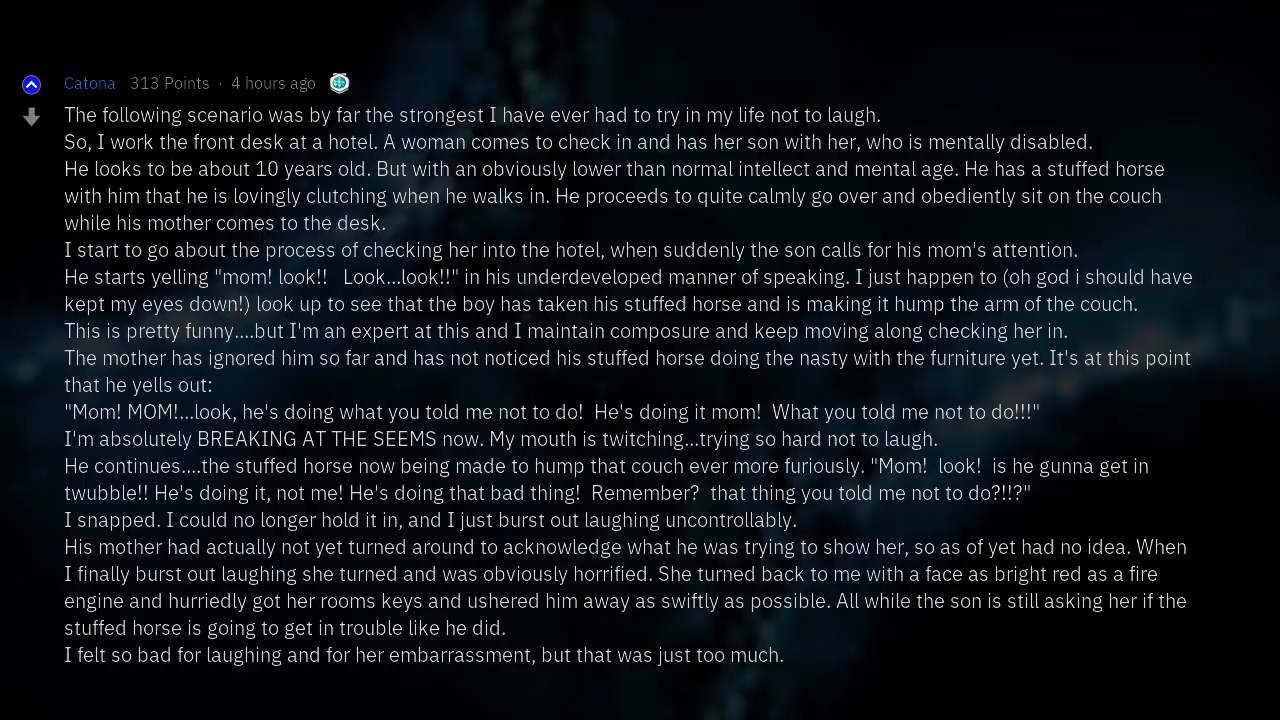 Catona 313 Points · 4 hours ago
The following scenario was by far the strongest I have ever had to try in my life not to laugh.
So, I work the front desk at a hotel. A woman comes to check in and has her son with her, who is mentally disabled.
He looks to be about 10 years old. But with an obviously lower than normal intellect and mental age. He has a stuffed horse
with him that he is lovingly clutching when he walks in. He proceeds to quite calmly go over and obediently sit on the couch
while his mother comes to the desk.
I start to go about the process of checking her into the hotel, when suddenly the son calls for his mom's attention.
He starts yelling "mom! look!!   Look...look!!" in his underdeveloped manner of speaking. I just happen to (oh god i should have
kept my eyes down!) look up to see that the boy has taken his stuffed horse and is making it hump the arm of the couch.
This is pretty funny....but I'm an expert at this and I maintain composure and keep moving along checking her in.
The mother has ignored him so far and has not noticed his stuffed horse doing the nasty with the furniture yet. It's at this point
that he yells out:
"Mom! MOM!...look, he's doing what you told me not to do!  He's doing it mom!  What you told me not to do!!!"
I'm absolutely BREAKING AT THE SEEMS now. My mouth is twitching...trying so hard not to laugh.
He continues....the stuffed horse now being made to hump that couch ever more furiously. "Mom!  look!  is he gunna get in
twubble!! He's doing it, not me! He's doing that bad thing!  Remember?  that thing you told me not to do?!!?"
I snapped. I could no longer hold it in, and I just burst out laughing uncontrollably.
His mother had actually not yet turned around to acknowledge what he was trying to show her, so as of yet had no idea. When
I finally burst out laughing she turned and was obviously horrified. She turned back to me with a face as bright red as a fire
engine and hurriedly got her rooms keys and ushered him away as swiftly as possible. All while the son is still asking her if the
stuffed horse is going to get in trouble like he did.
I felt so bad for laughing and for her embarrassment, but that was just too much.